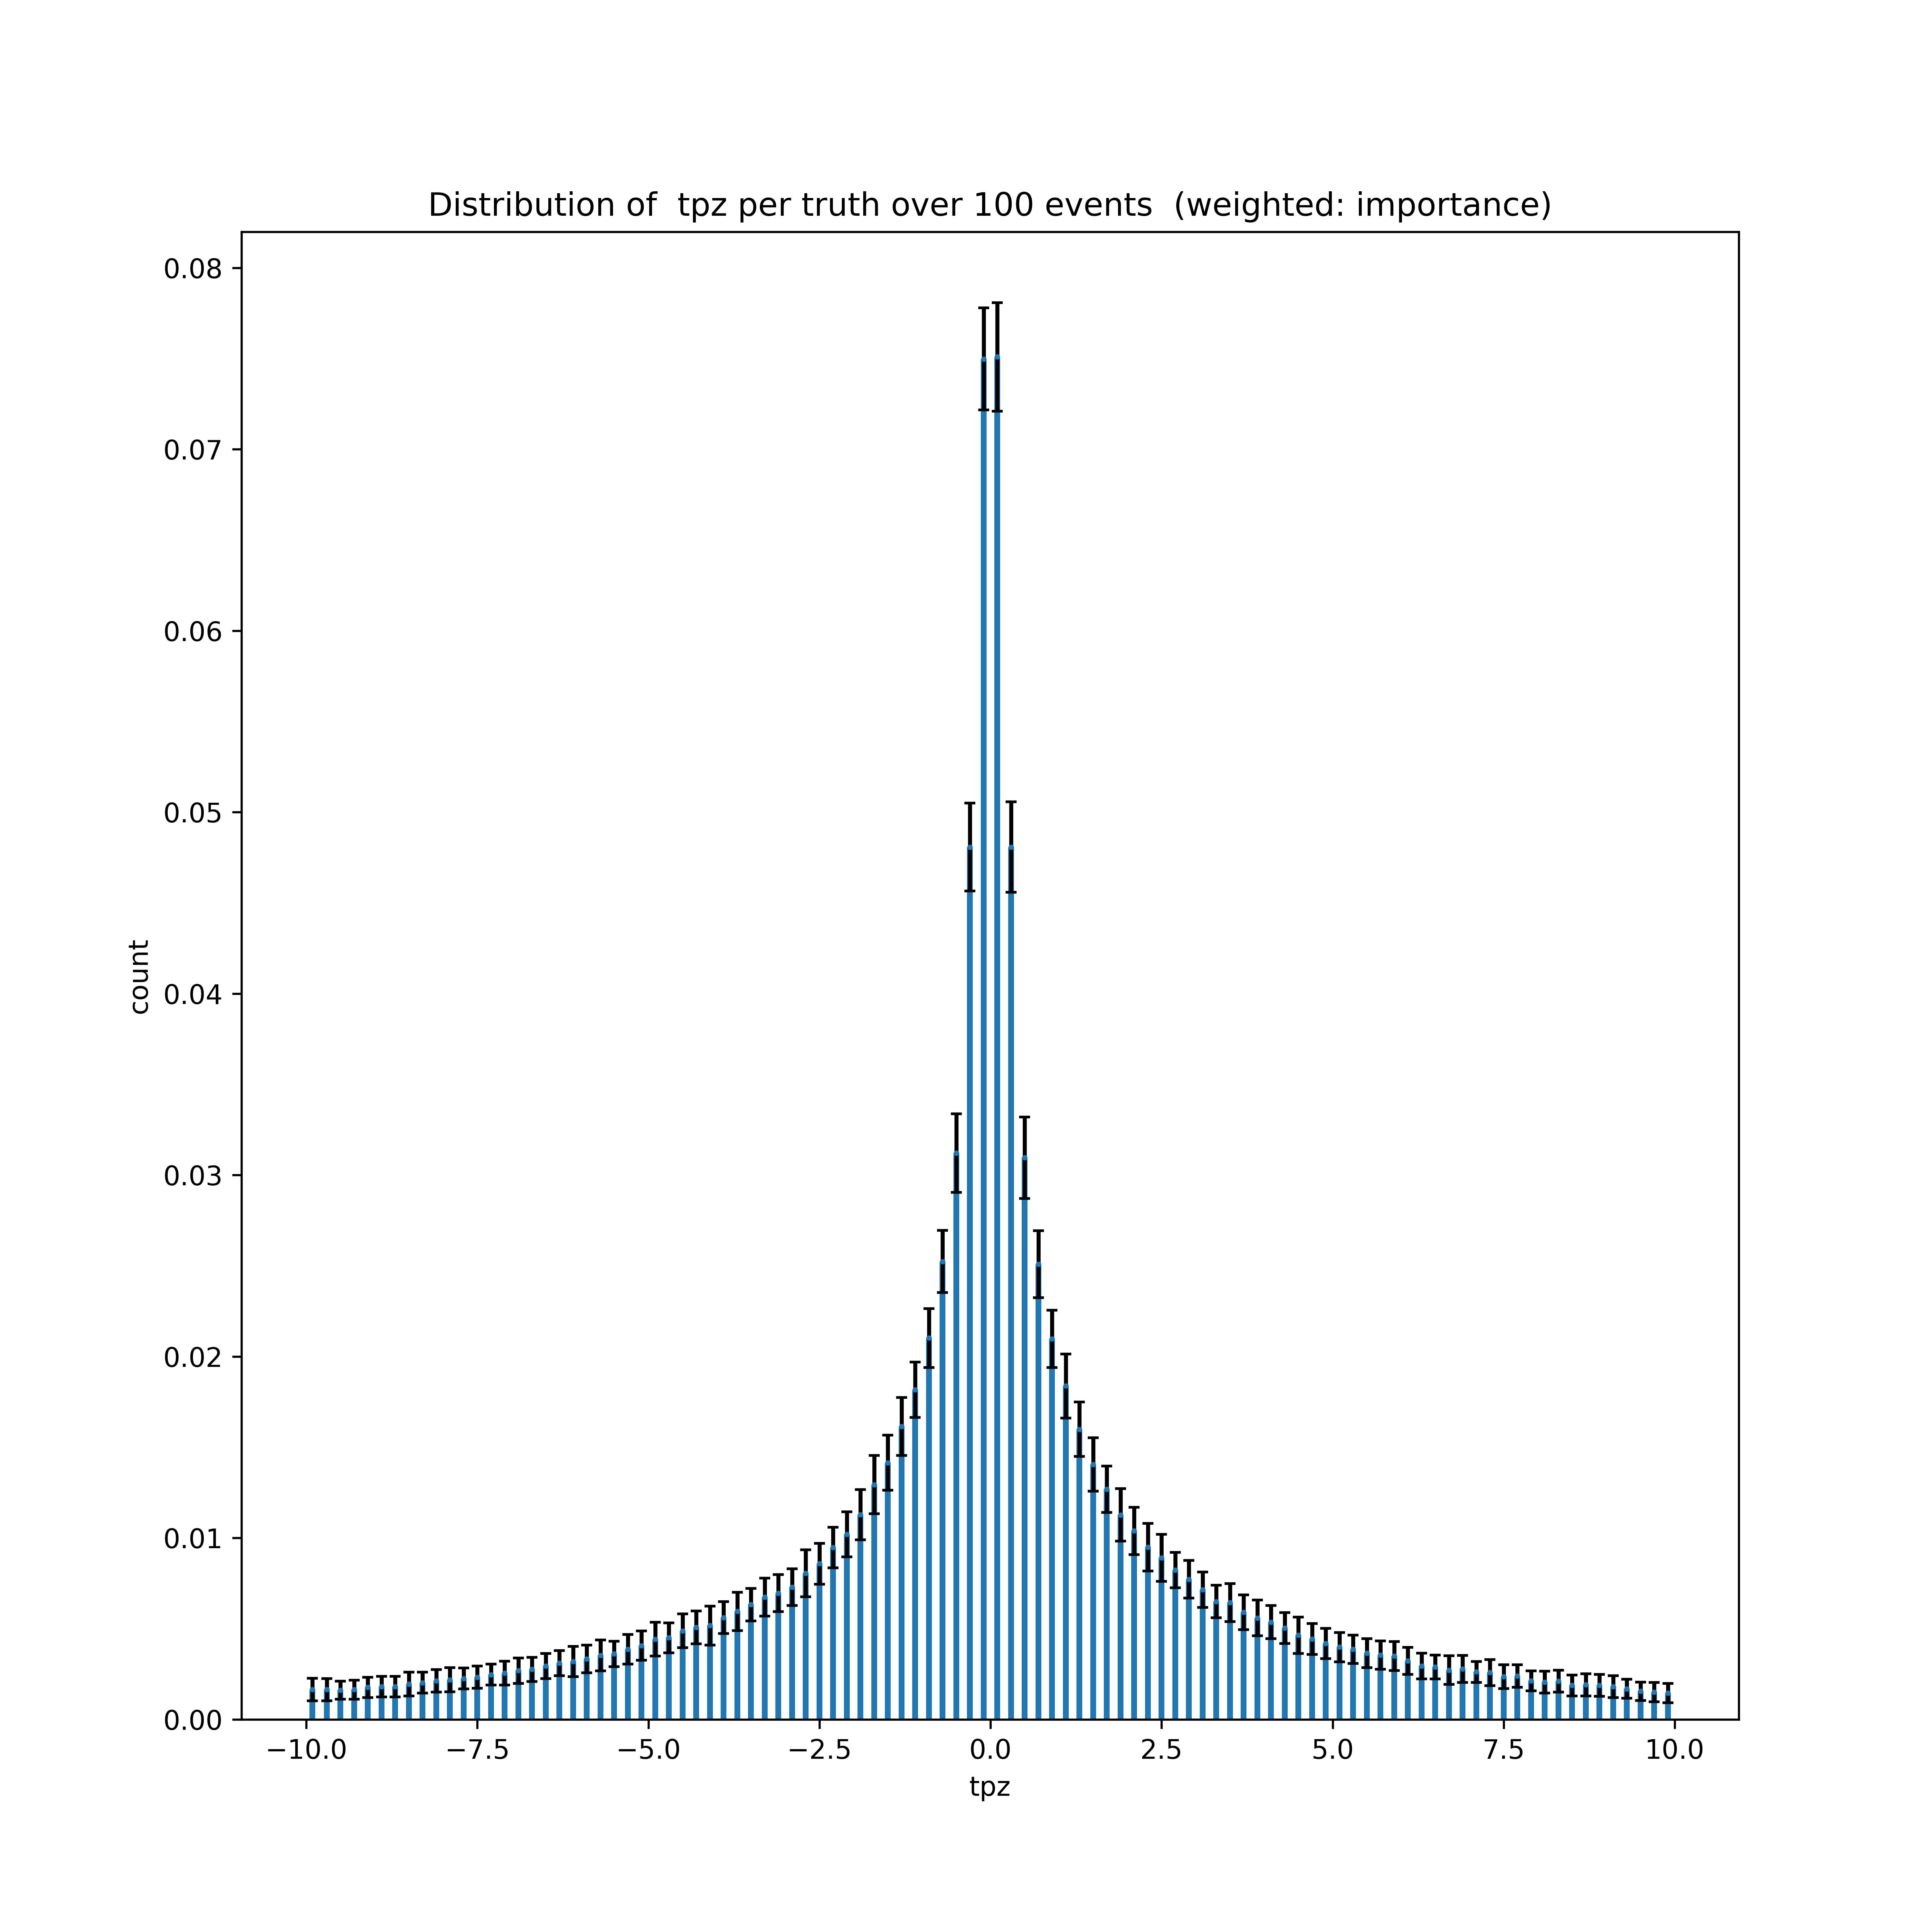 Distribution of  tpz per truth over 100 events  (weighted: importance)
0.08
0.07
0.06
0.05
0.04
0.03
0.02
0.01
0.00
count
−10.0 −7.5 −5.0 −2.5 0.0 2.5 5.0 7.5 10.0
tpz